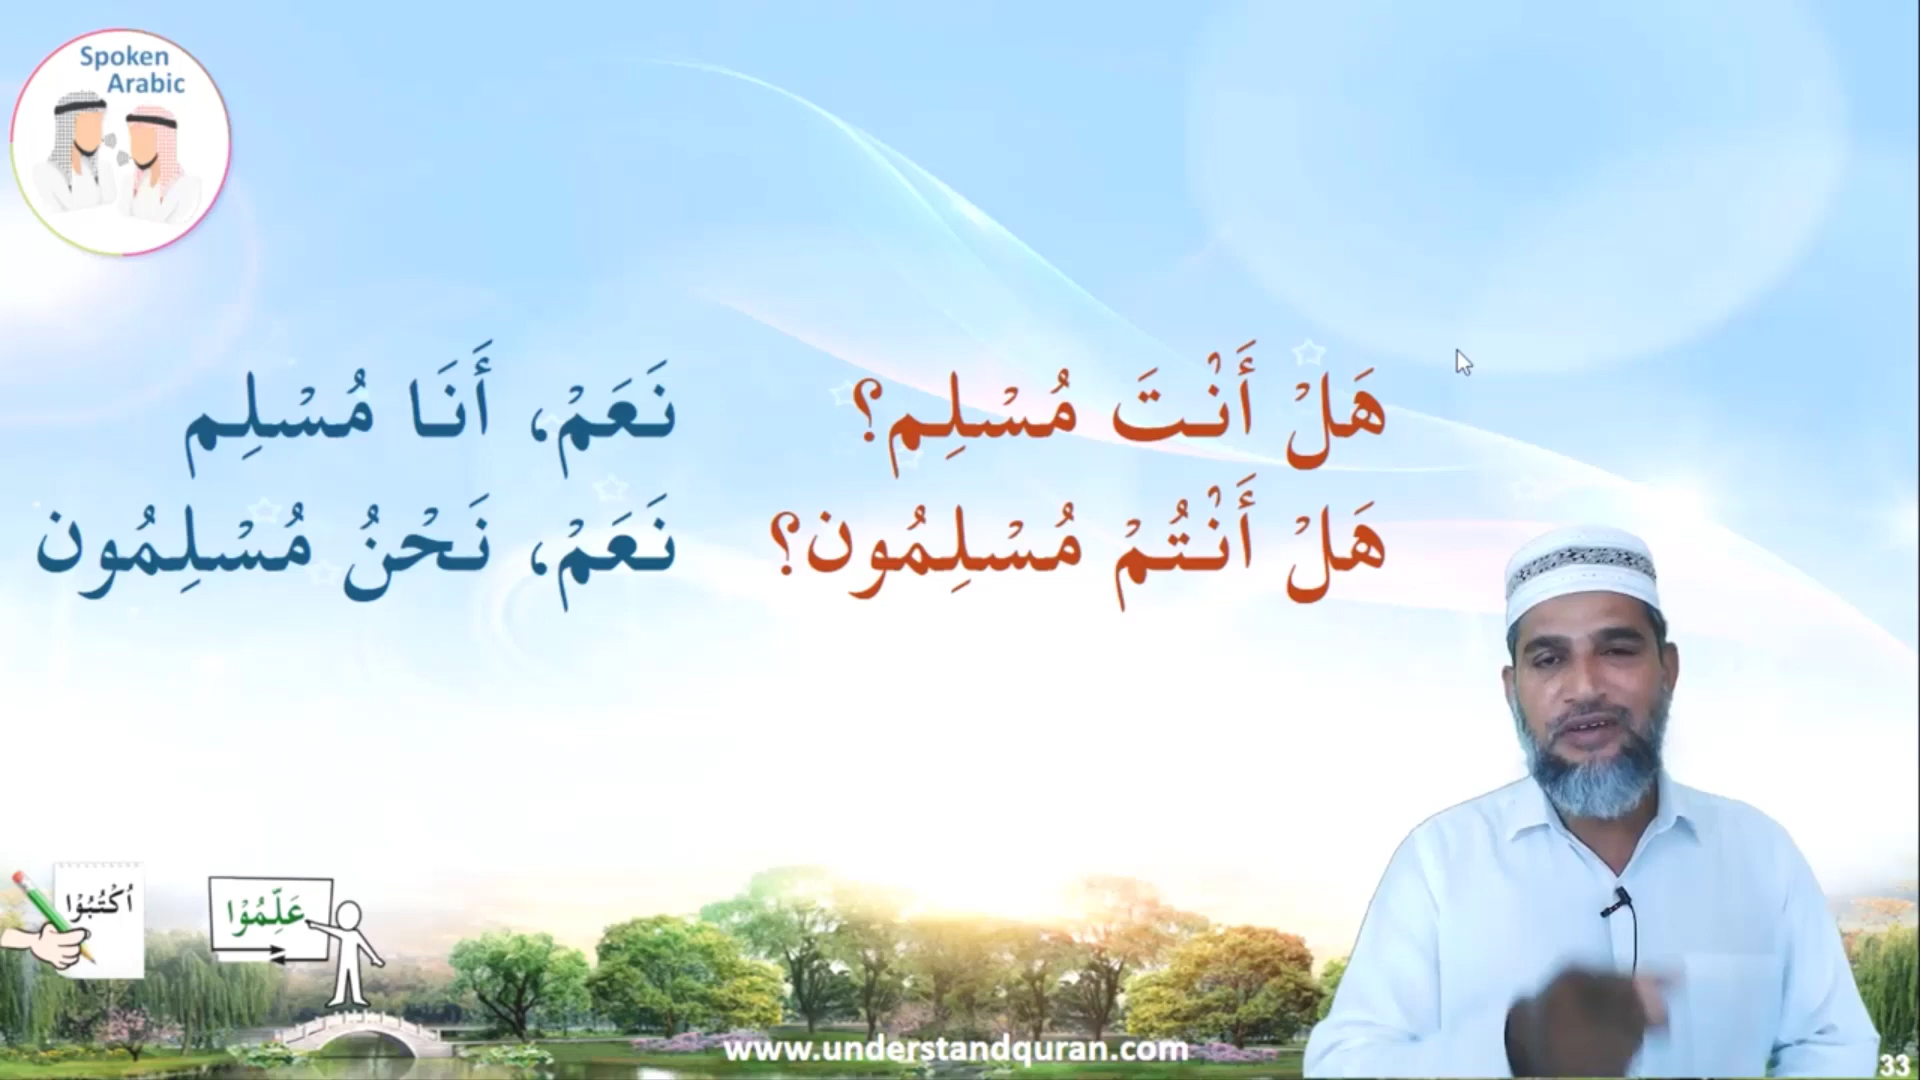 Spoken
Arabic
هَلْ أَنْتَ مُسْلِم؟ نَعَمْ، أَنَا مُسْلِم
هَلْ أَنْتُمْ مُسْلِمُون؟ نَعَمْ، نَحْنُ مُسْلِمُون
اُكْتُبُوْا
عَلِّمُوْا
www.understandquran.com
33